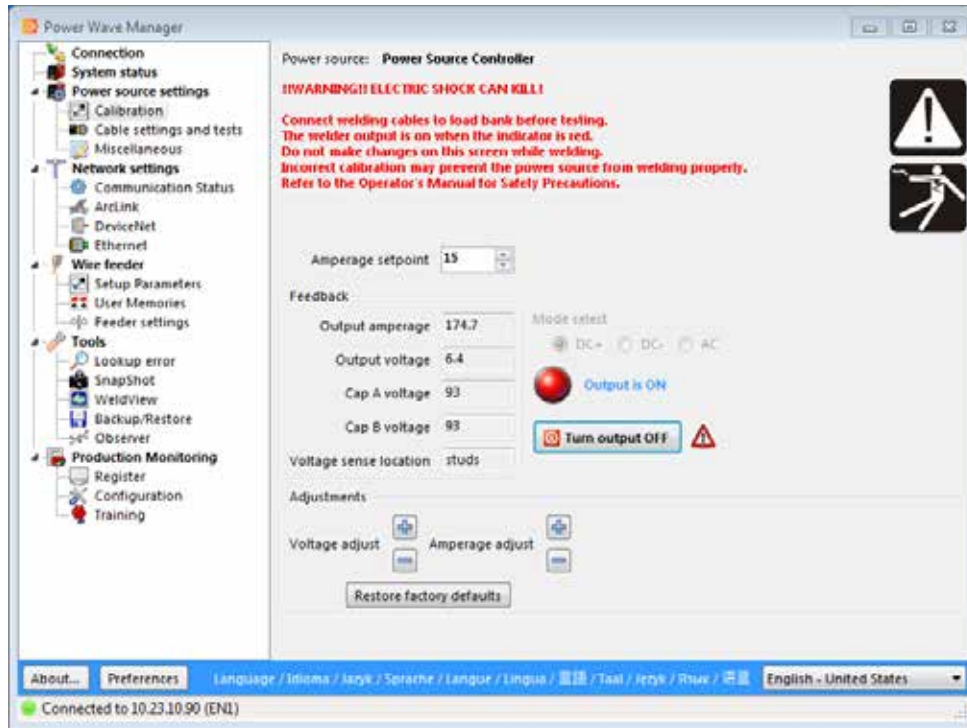 Power Wave Manager
Connection
System status
Power source settings
Calibration
Cable settings and tests
Miscellaneous
Network settings
Communication Status
ArcLink
DeviceNet
Ethernet
Wire feeder
Setup Parameters
User Memories
Feeder settings
Tools
Lookup error
SnapShot
WeldView
Backup/Restore
Observer
Production Monitoring
Register
Configuration
Training
Power source: Power Source Controller
!!WARNING!! ELECTRIC SHOCK CAN KILL!
Connect welding cables to load bank before testing.
The welder output is on when the indicator is red.
Do not make changes on this screen while welding.
Incorrect calibration may prevent the power source from welding properly.
Refer to the Operator's Manual for Safety Precautions.
Amperage setpoint 15
Feedback
Output amperage 174.7
Output voltage 6.4
Cap A voltage 93
Cap B voltage 93
Voltage sense location studs
Mode select
DC+ DC- AC
Output is ON
Turn output OFF
Adjustments
Voltage adjust + - Amperage adjust + -
Restore factory defaults
About... Preferences Language / Idioma / Jazyk / Sprache / Langue / Lingua / / Taal / / / English - United States
Connected to 10.23.10.90 (EN1)